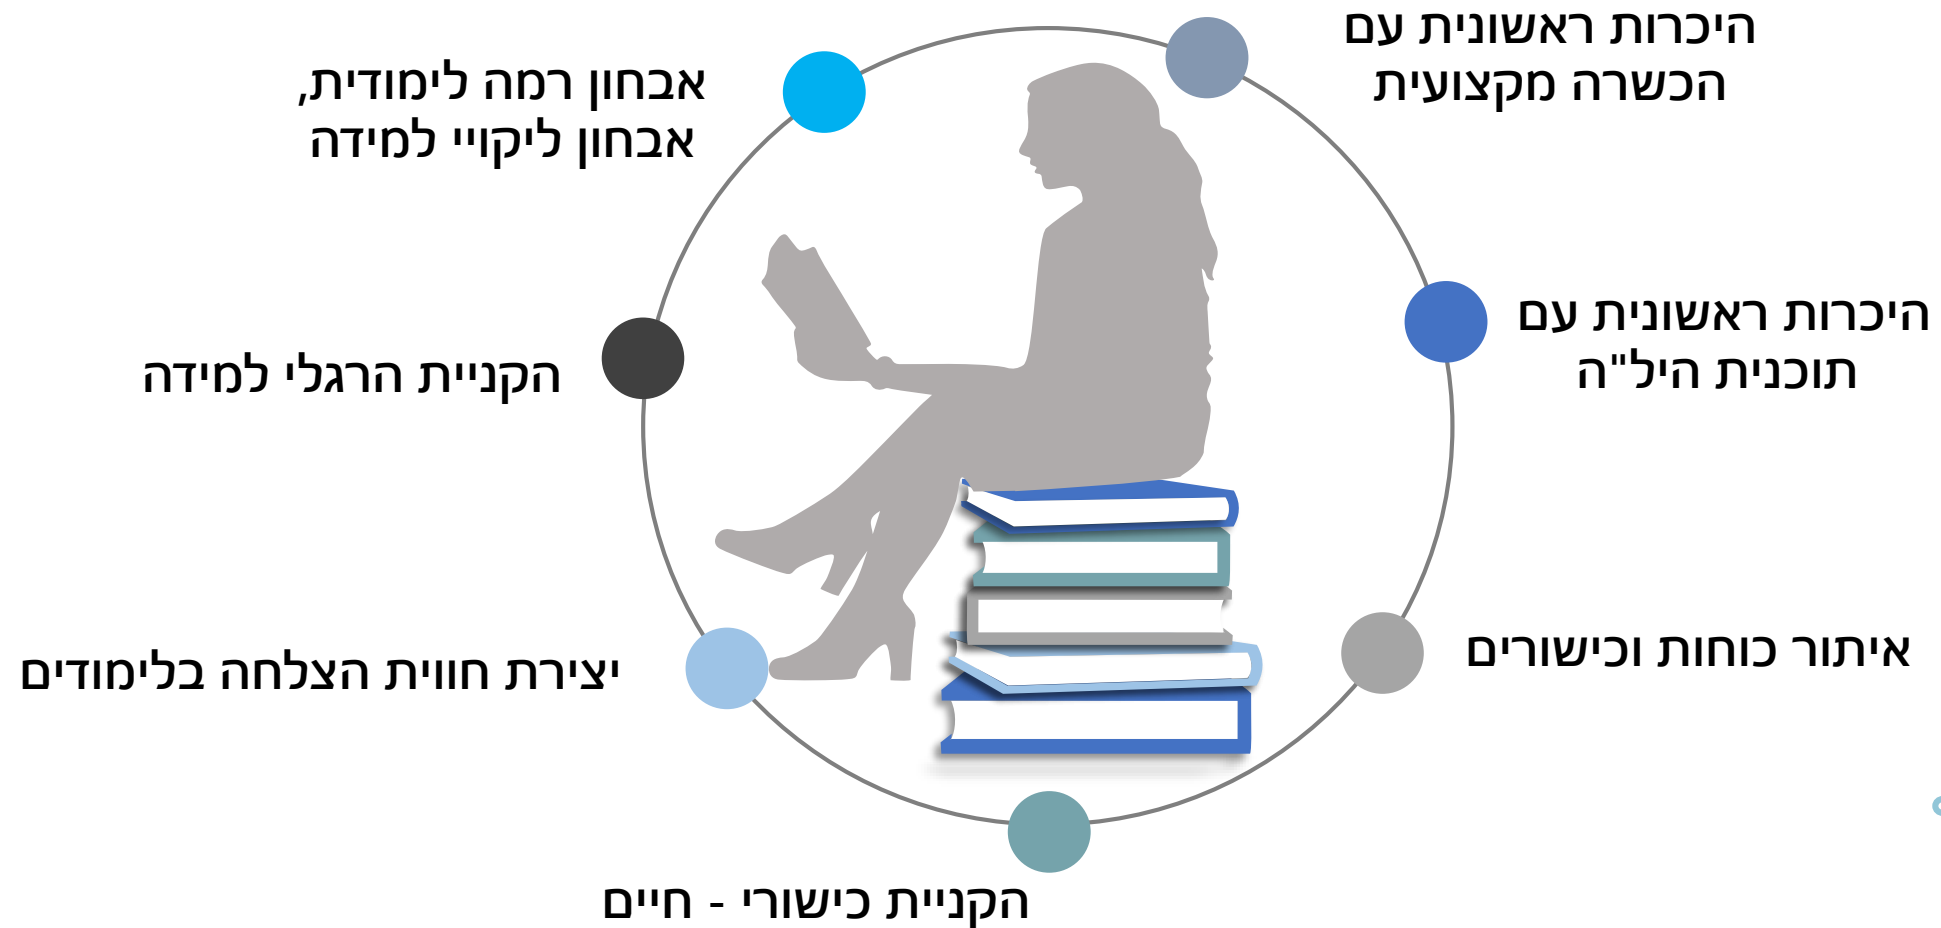 היכרות ראשונית עם
הכשרה מקצועית
היכרות ראשונית עם
תוכנית היל"ה
איתור כוחות וכישורים
הקניית כישורי - חיים
יצירת חווית הצלחה בלימודים
הקניית הרגלי למידה
אבחון רמה לימודית,
אבחון ליקויי למידה